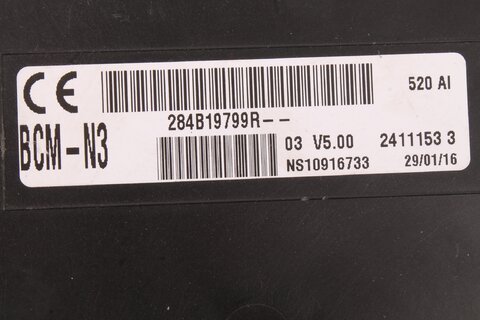 CE 520 AI
284B19799R--
BCM-N3 03 V5.00 2411153 3
NS10916733 29/01/16